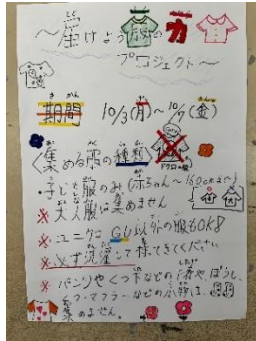 ～届けよう、服のチカラ
プロジェクト～
期間 10/3(月)～10/7(金)
〈集める服の種類〉
・子ども服のみ(赤ちゃん～160cmまで)
※大人服は集めません
※ユニクロ GU以外の服もOK!!
※必ず洗濯して持ってきてください
※パンツやくつ下などの下着やぼうし、
マフラーなどの小物は、
集めません。